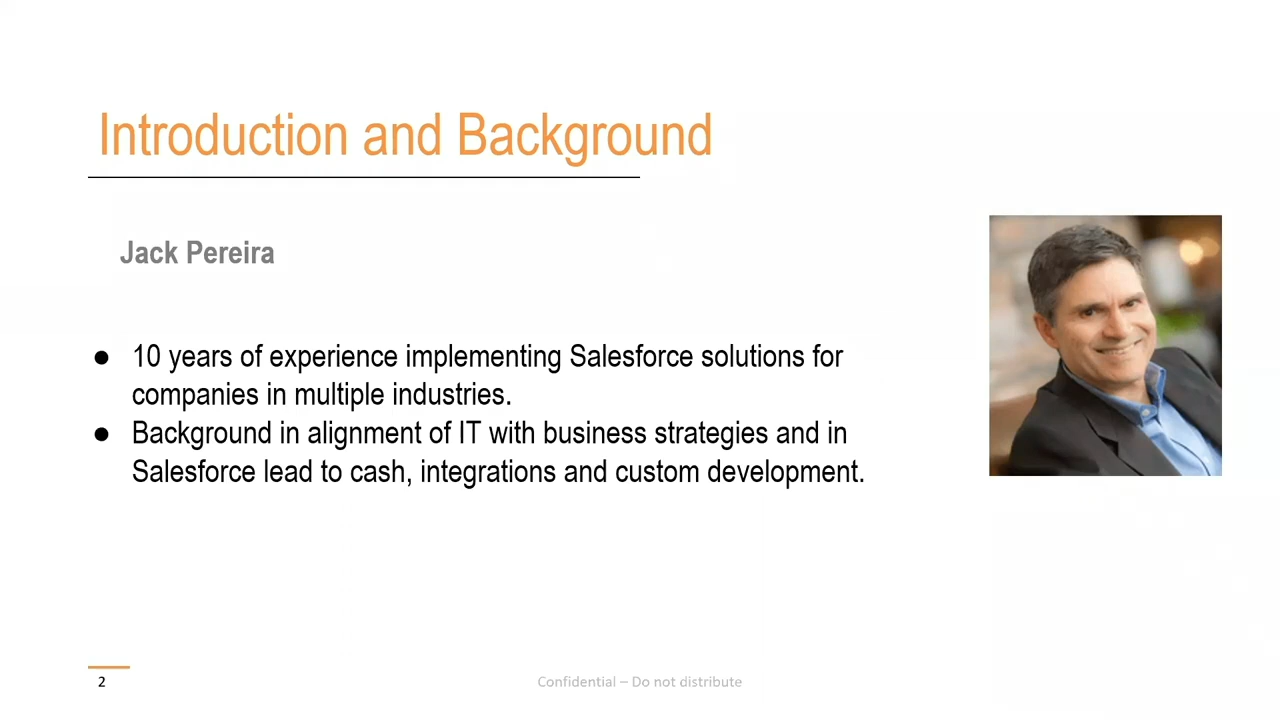 Introduction and Background
Jack Pereira
● 10 years of experience implementing Salesforce solutions for
companies in multiple industries.
● Background in alignment of IT with business strategies and in
Salesforce lead to cash, integrations and custom development.
2
Confidential – Do not distribute